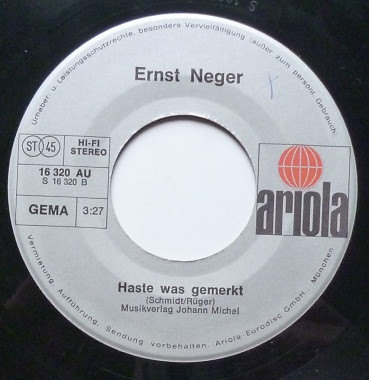 Urheber- u. Leistungsschutzrechte, besonders Vervielfältigung (außer zum persönl. Gebrauch)
Ernst Neger
ST 45
HI-FI
STEREO
16 320 AU
S 16 320 B
GEMA 3:27
ariola
Haste was gemerkt
(Schmidt/Rüger)
Musikverlag Johann Michel
Vermietung, Aufführung, Sendung vorbehalten. Ariola-Eurodisc GmbH., München